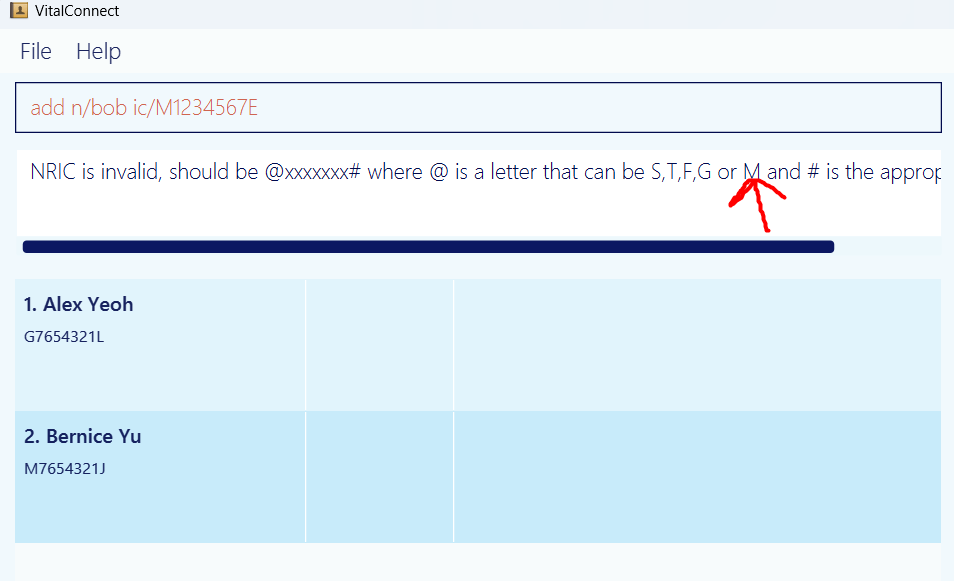 VitalConnect
File Help
add n/bob ic/M1234567E
NRIC is invalid, should be @xxxxxxx# where @ is a letter that can be S,T,F,G or M and # is the approp
1. Alex Yeoh
G7654321L
2. Bernice Yu
M7654321J